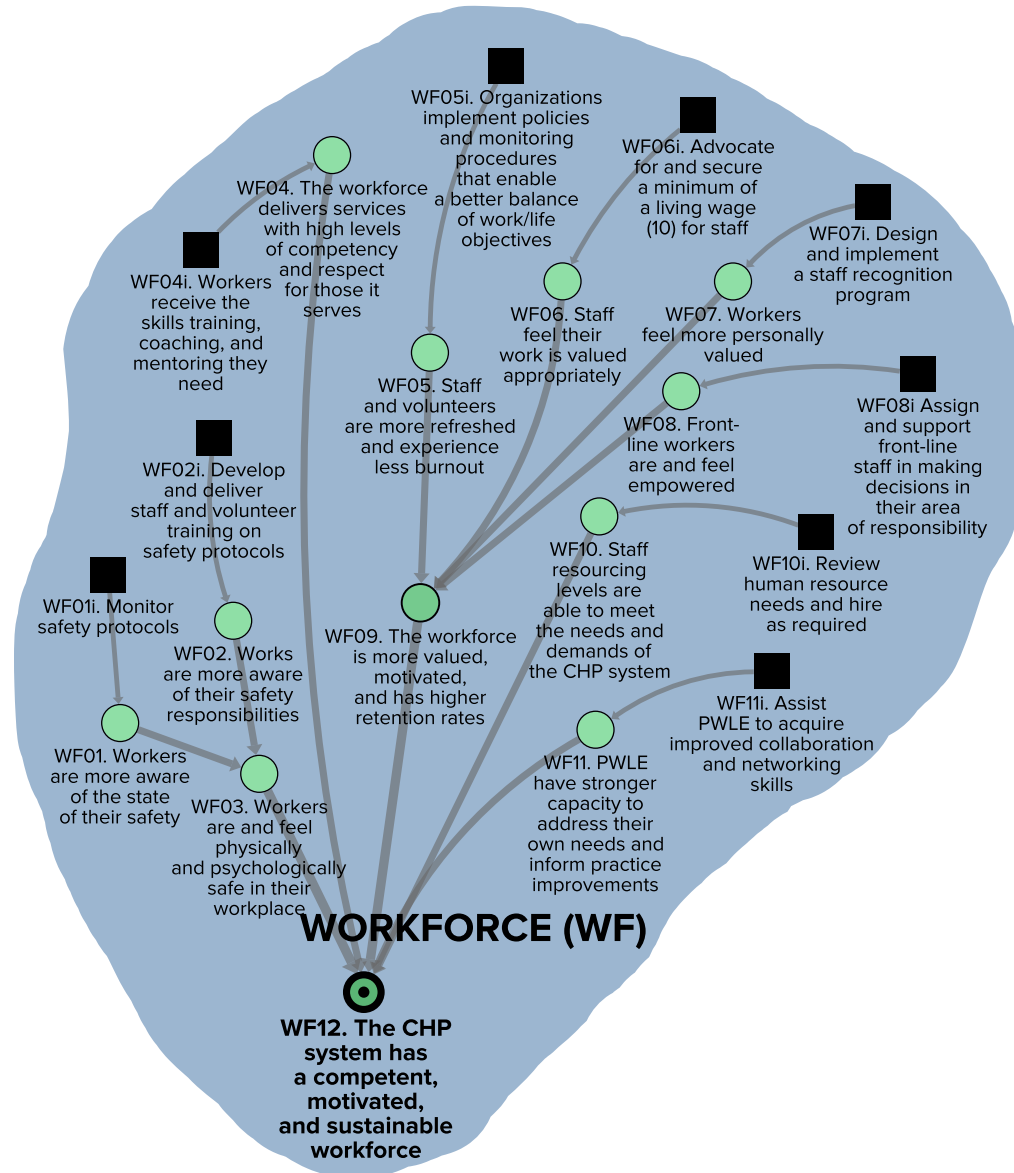 WF05i. Organizations
implement policies
and monitoring
procedures
that enable
a better balance
of work/life
objectives
WF06i. Advocate
for and secure
a minimum of
a living wage
(10) for staff
WF04. The workforce
delivers services
with high levels
of competency
and respect
for those it
serves
WF07i. Design
and implement
a staff recognition
program
WF04i. Workers
receive the
skills training,
coaching, and
mentoring they
need
WF06. Staff
feel their
work is valued
appropriately
WF07. Workers
feel more personally
valued
WF05. Staff
and volunteers
are more refreshed
and experience
less burnout
WF08i Assign
and support
front-line
staff in making
decisions in
their area
of responsibility
WF08. Front-
line workers
are and feel
empowered
WF02i. Develop
and deliver
staff and volunteer
training on
safety protocols
WF10. Staff
resourcing
levels are
able to meet
the needs and
demands of
the CHP system
WF10i. Review
human resource
needs and hire
as required
WF01i. Monitor
safety protocols
WF09. The workforce
is more valued,
motivated,
and has higher
retention rates
WF02. Works
are more aware
of their safety
responsibilities
WF11i. Assist
PWLE to acquire
improved collaboration
and networking
skills
WF01. Workers
are more aware
of the state
of their safety
WF11. PWLE
have stronger
capacity to
address their
own needs and
inform practice
improvements
WF03. Workers
are and feel
physically
and psychologically
safe in their
workplace
WORKFORCE (WF)
WF12. The CHP
system has
a competent,
motivated,
and sustainable
workforce